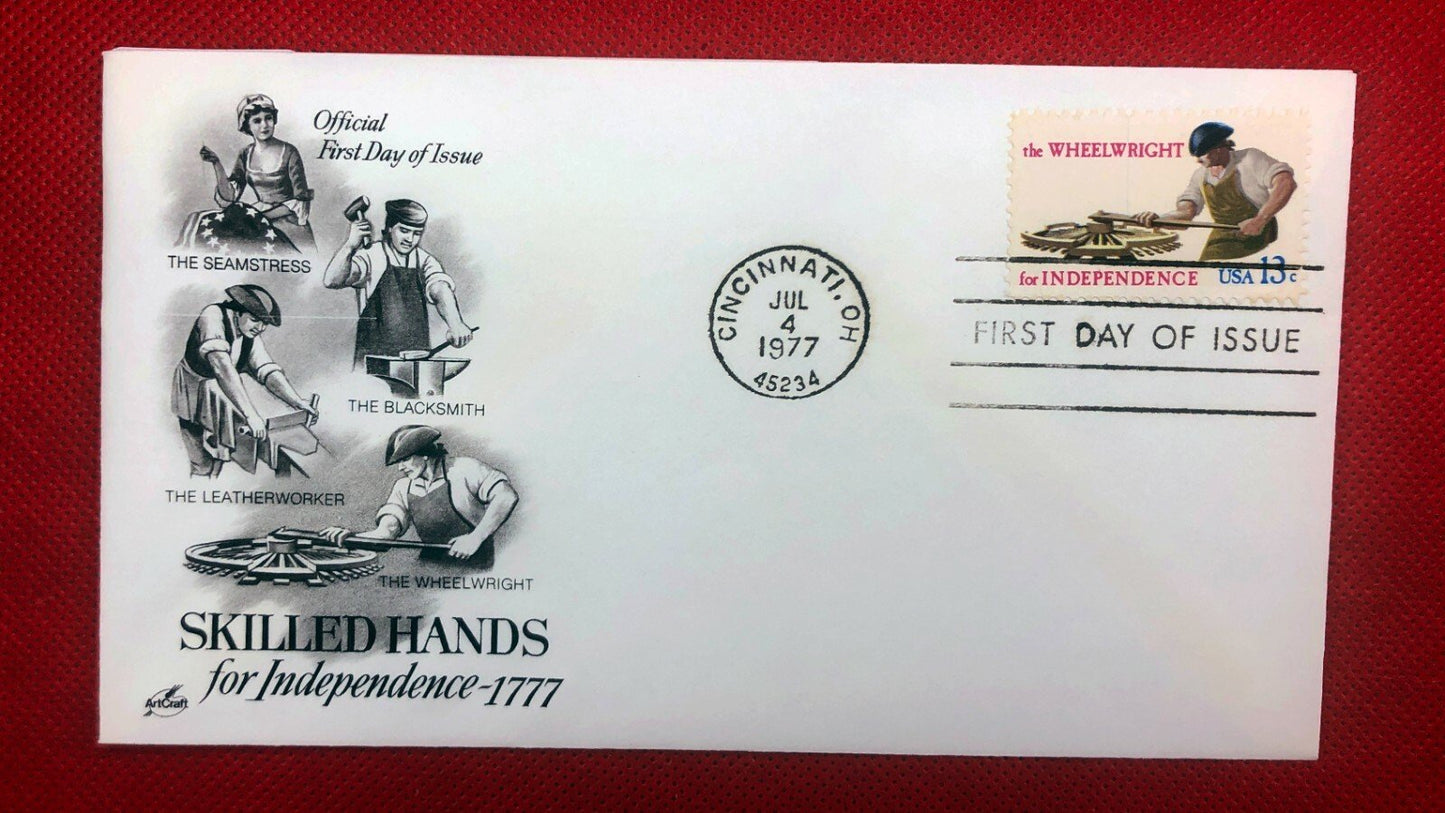 Official
First Day of Issue
THE SEAMSTRESS
THE BLACKSMITH
THE LEATHERWORKER
THE WHEELWRIGHT
SKILLED HANDS
for Independence-1777
ArtCraft
CINCINNATI, OH
JUL
4
1977
45234
the WHEELWRIGHT
for INDEPENDENCE USA 13c
FIRST DAY OF ISSUE